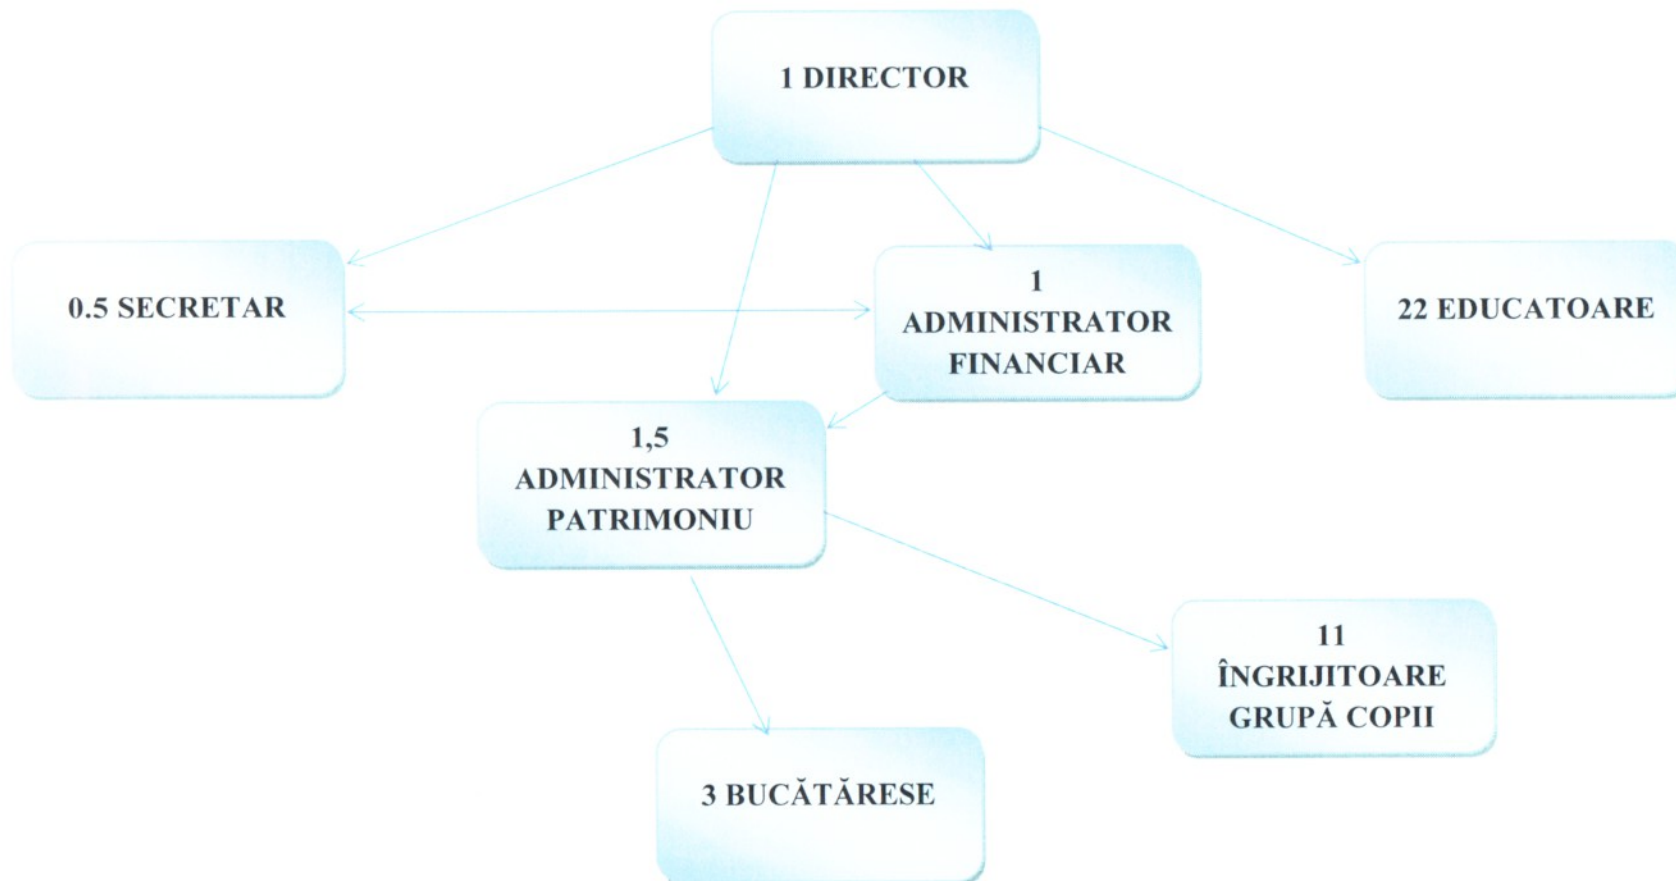 1 DIRECTOR
0.5 SECRETAR
1
ADMINISTRATOR
FINANCIAR
22 EDUCATOARE
1,5
ADMINISTRATOR
PATRIMONIU
11
ÎNGRIJITOARE
GRUPĂ COPII
3 BUCĂTĂRESE